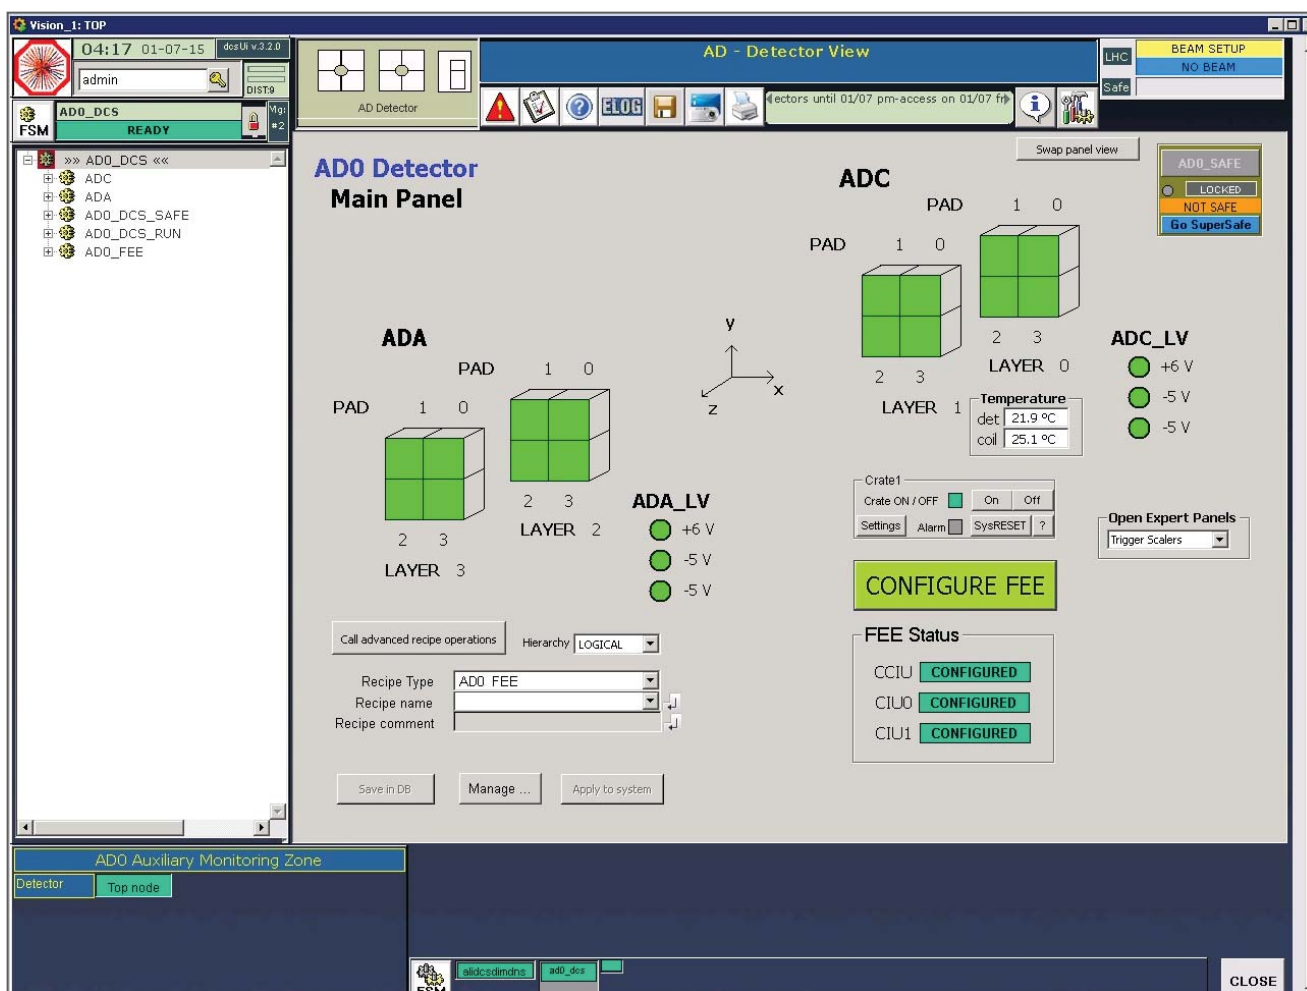 Vision_1: TOP
04:17 01-07-15
dcsUi v.3.2.0
admin
DIST:9
FSM
AD0_DCS
READY
Mg:
#2
AD Detector
AD - Detector View
ELOG
ectors until 01/07 pm-access on 01/07 fr
LHC
BEAM SETUP
NO BEAM
Safe
»» AD0_DCS ««
ADC
ADA
AD0_DCS_SAFE
AD0_DCS_RUN
AD0_FEE
AD0 Detector
Main Panel
Swap panel view
AD0_SAFE
LOCKED
NOT SAFE
Go SuperSafe
ADC
PAD 1 0
PAD 1 0
2 3
LAYER 0
2 3
LAYER 1
ADC_LV
+6 V
-5 V
-5 V
Temperature
det 21.9 ºC
coil 25.1 ºC
y
x
z
ADA
PAD 1 0
PAD 1 0
2 3
LAYER 2
2 3
LAYER 3
ADA_LV
+6 V
-5 V
-5 V
Crate1
Crate ON / OFF On Off
Settings Alarm SysRESET ?
Open Expert Panels
Trigger Scalers
CONFIGURE FEE
FEE Status
CCIU CONFIGURED
CIU0 CONFIGURED
CIU1 CONFIGURED
Call advanced recipe operations Hierarchy LOGICAL
Recipe Type AD0 FEE
Recipe name
Recipe comment
Save in DB Manage ... Apply to system
AD0 Auxiliary Monitoring Zone
Detector Top node
FSM
alidcsdimdns
ad0_dcs
CLOSE